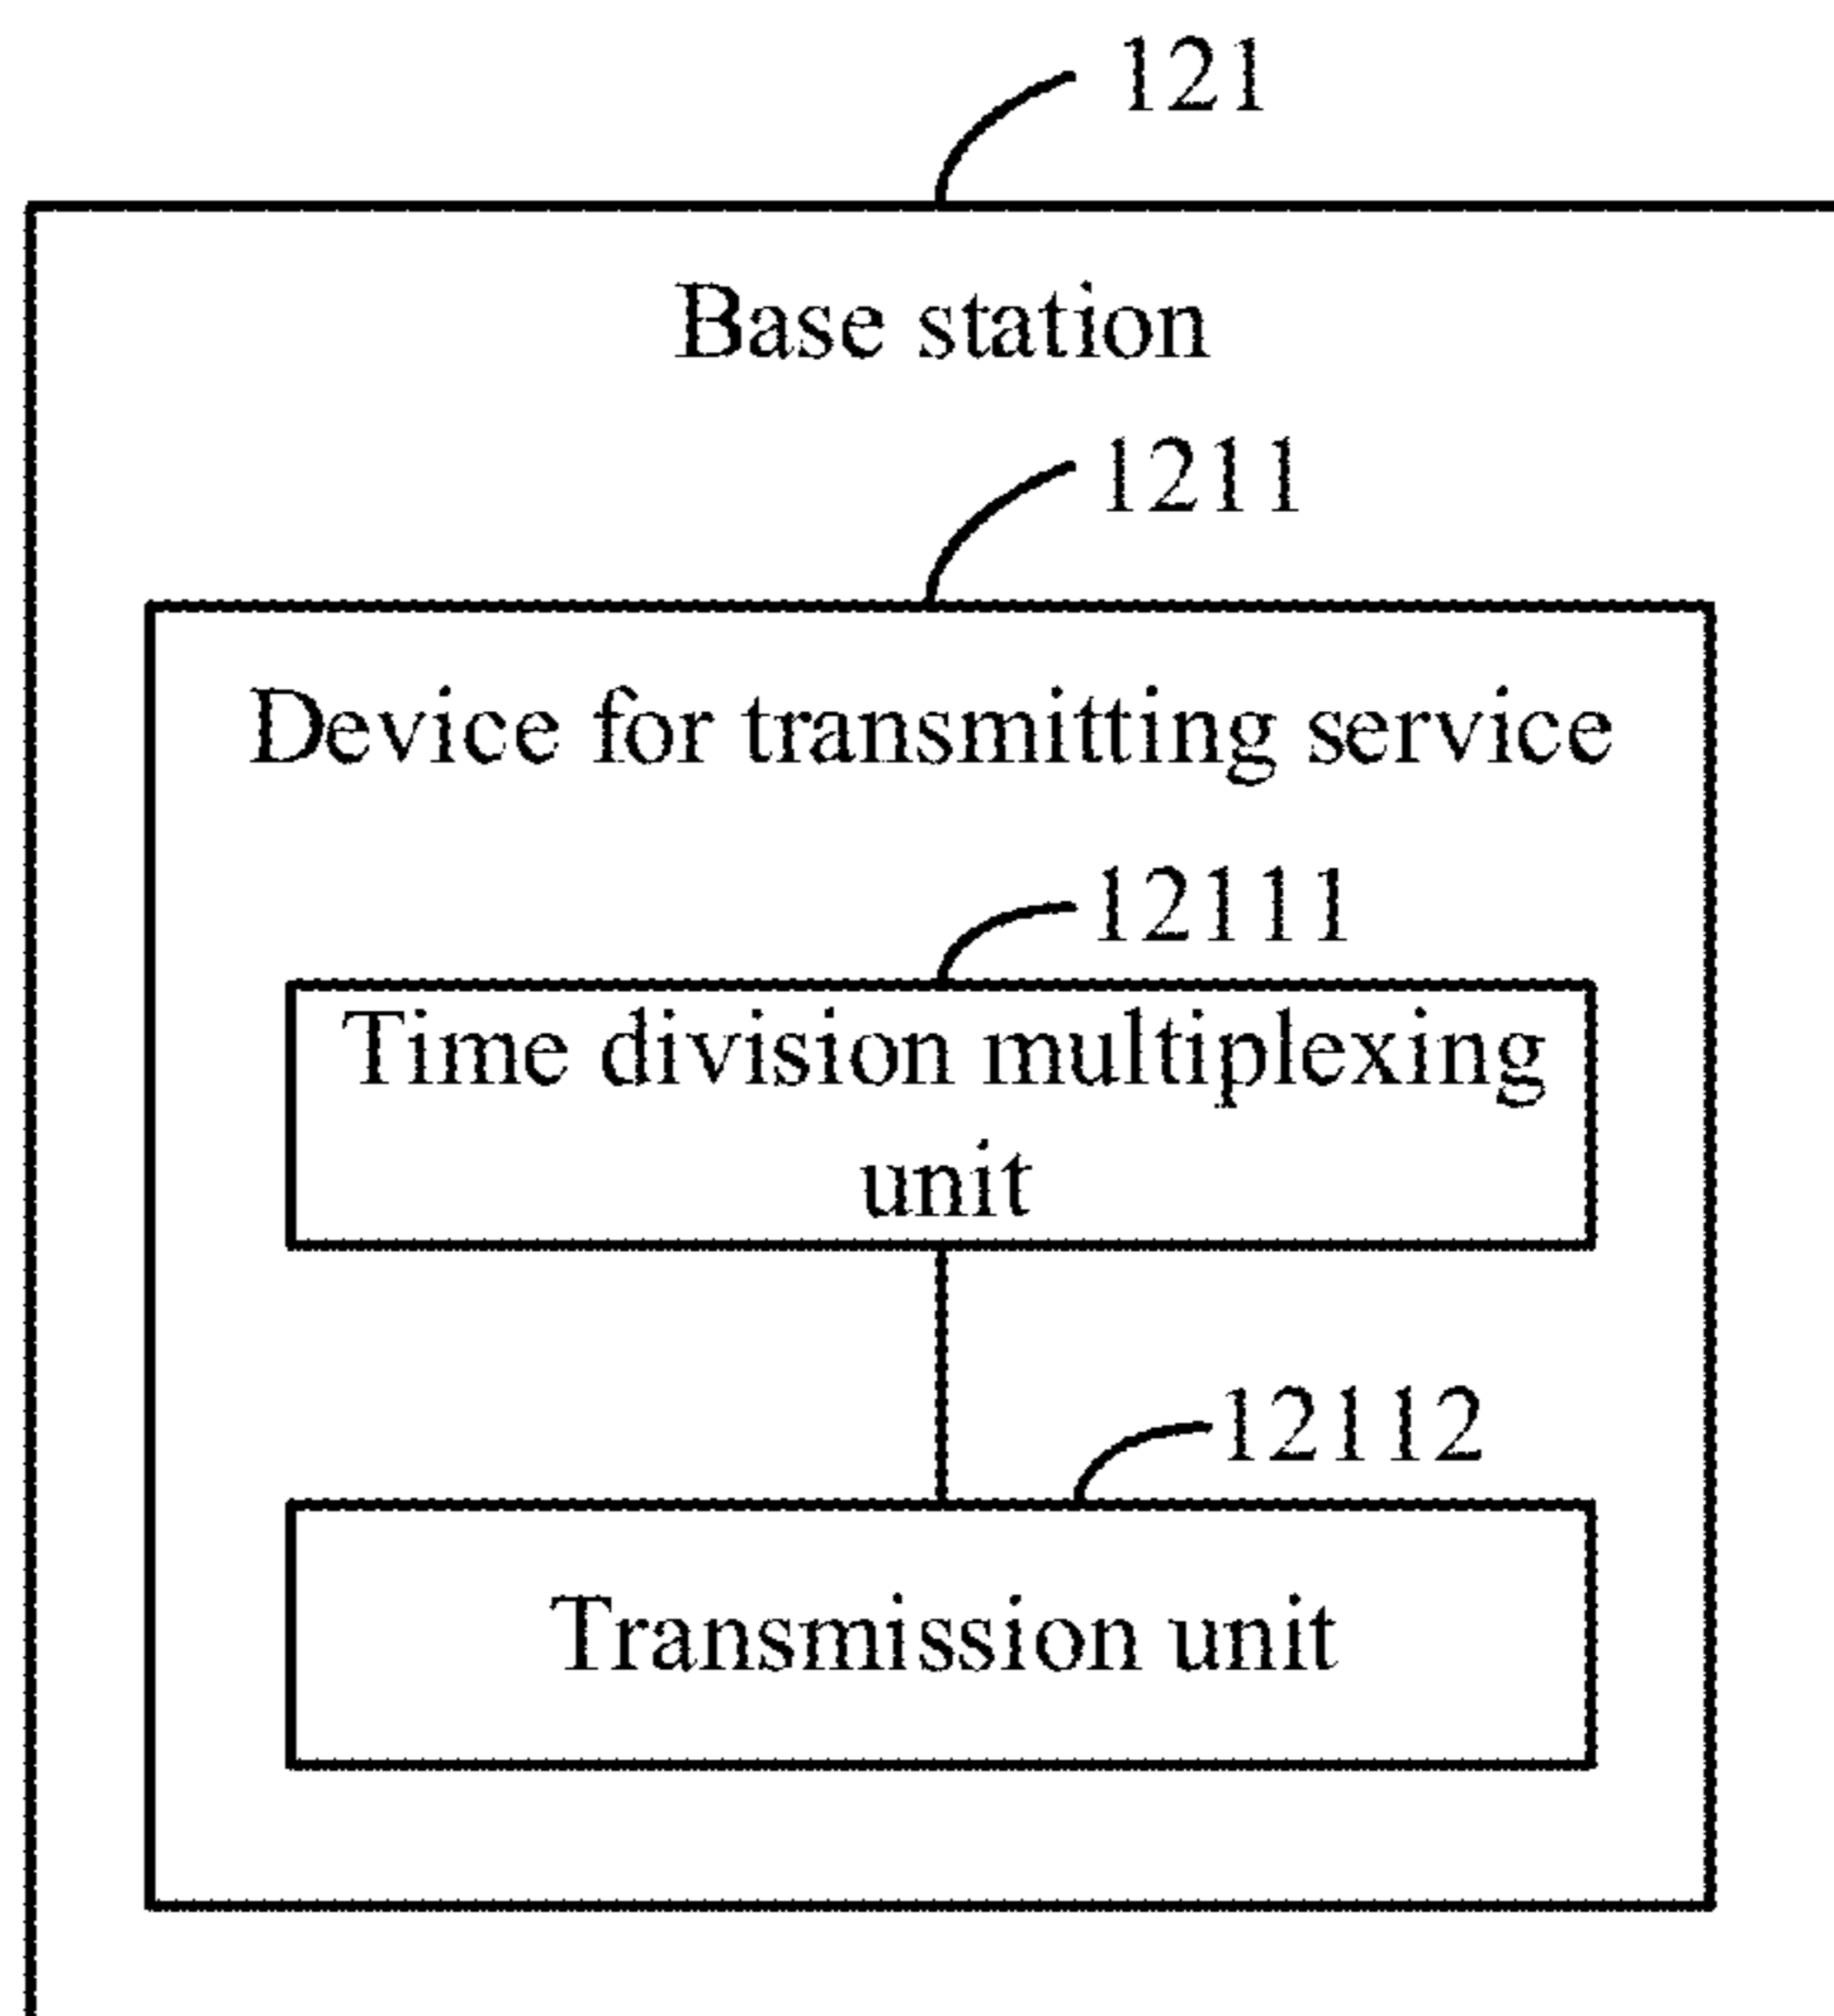 121
Base station
1211
Device for transmitting service
12111
Time division multiplexing
unit
12112
Transmission unit